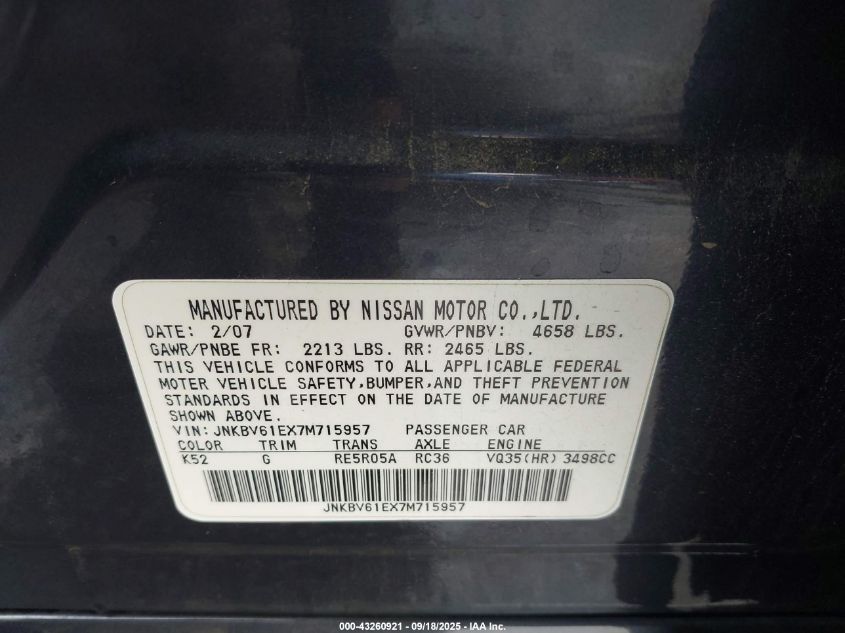 MANUFACTURED BY NISSAN MOTOR CO.,LTD.
DATE: 2/07 GVWR/PNBV: 4658 LBS.
GAWR/PNBE FR: 2213 LBS. RR: 2465 LBS.
THIS VEHICLE CONFORMS TO ALL APPLICABLE FEDERAL
MOTER VEHICLE SAFETY,BUMPER,AND THEFT PREVENTION
STANDARDS IN EFFECT ON THE DATE OF MANUFACTURE
SHOWN ABOVE.
VIN: JNKBV61EX7M715957 PASSENGER CAR
COLOR TRIM TRANS AXLE ENGINE
K52 G RE5R05A RC36 VQ35(HR) 3498CC
JNKBV61EX7M715957
000-43260921 - 09/18/2025 - IAA Inc.